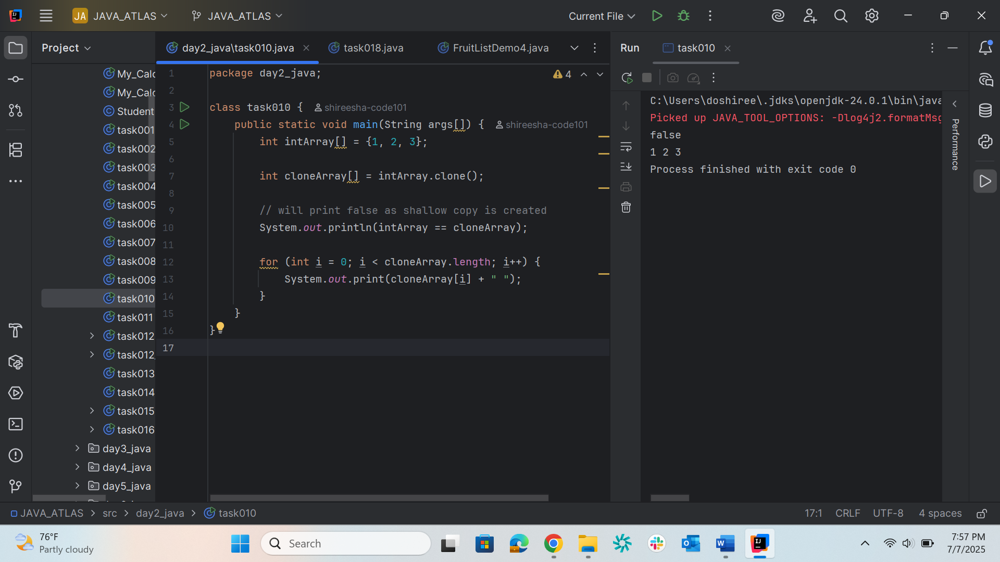 JA JAVA_ATLAS JAVA_ATLAS Current File
Project
day2_java\task010.java task018.java FruitListDemo4.java
Run task010
My_Calc
My_Calc
Student
task001
task002
task003
task004
task005
task006
task007
task008
task009
task010
task011
task012
task012_
task013
task014
task015
task016
day3_java
day4_java
day5_java
4
1 package day2_java;
2
3 class task010 { shireesha-code101
4 public static void main(String args[]) { shireesha-code101
5 int intArray[] = {1, 2, 3};
6
7 int cloneArray[] = intArray.clone();
8
9 // will print false as shallow copy is created
10 System.out.println(intArray == cloneArray);
11
12 for (int i = 0; i < cloneArray.length; i++) {
13 System.out.print(cloneArray[i] + " ");
14 }
15 }
16 }
17
C:\Users\doshiree\.jdks\openjdk-24.0.1\bin\java
Picked up JAVA_TOOL_OPTIONS: -Dlog4j2.formatMsg
false
1 2 3
Process finished with exit code 0
Performance
JAVA_ATLAS > src > day2_java > task010
17:1 CRLF UTF-8 4 spaces
76°F
Partly cloudy
Search
7:57 PM
7/7/2025